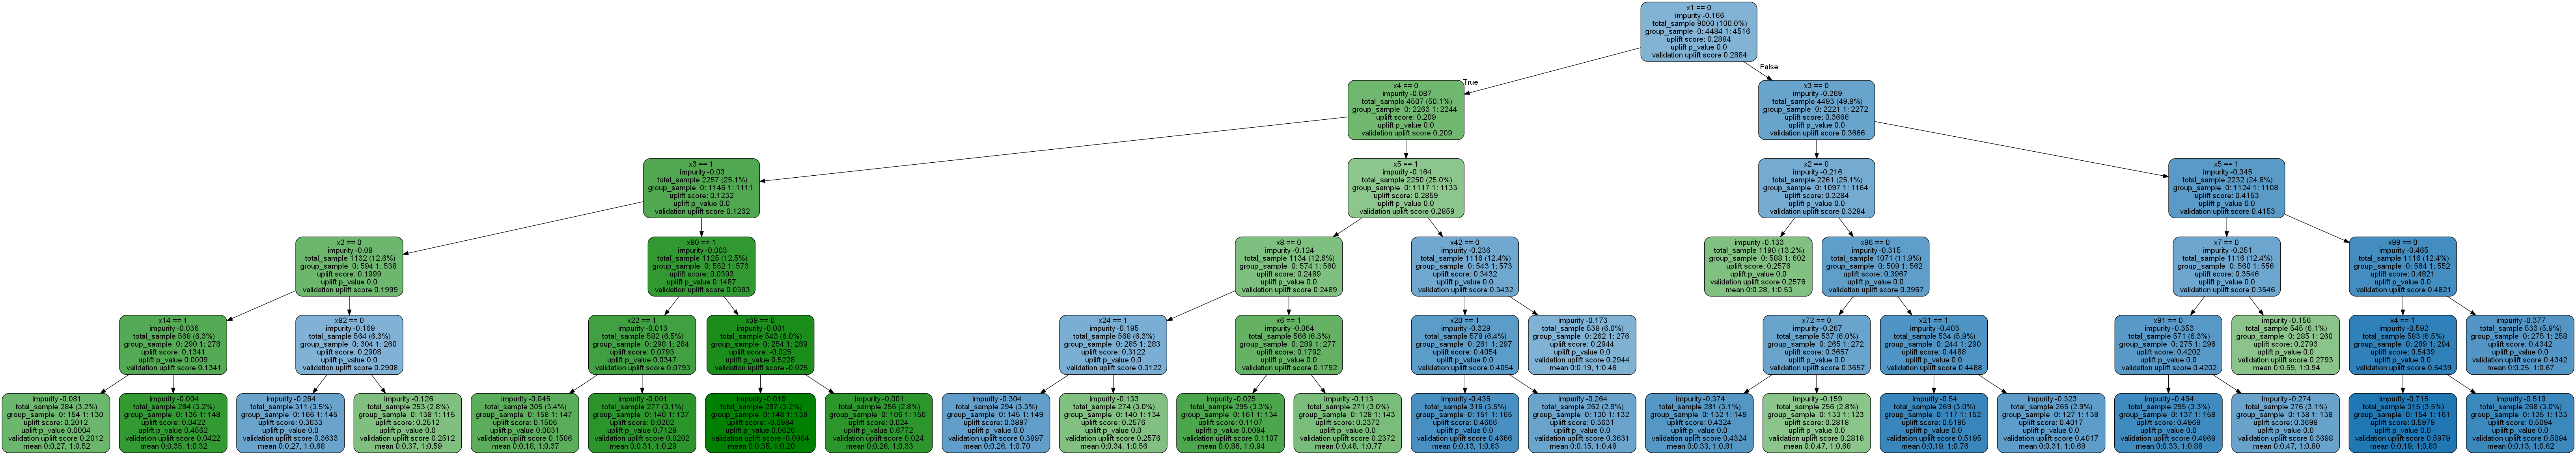 x1 == 0
impurity -0.166
total_sample 9000 (100.0%)
group_sample 0: 4484 1: 4516
uplift score: 0.2884
uplift p_value 0.0
validation uplift score 0.2884
True
False
x4 == 0
impurity -0.087
total_sample 4507 (50.1%)
group_sample 0: 2263 1: 2244
uplift score: 0.209
uplift p_value 0.0
validation uplift score 0.209
x3 == 0
impurity -0.269
total_sample 4493 (49.9%)
group_sample 0: 2221 1: 2272
uplift score: 0.3666
uplift p_value 0.0
validation uplift score 0.3666
x3 == 1
impurity -0.03
total_sample 2257 (25.1%)
group_sample 0: 1146 1: 1111
uplift score: 0.1232
uplift p_value 0.0
validation uplift score 0.1232
x5 == 1
impurity -0.164
total_sample 2250 (25.0%)
group_sample 0: 1117 1: 1133
uplift score: 0.2859
uplift p_value 0.0
validation uplift score 0.2859
x2 == 0
impurity -0.216
total_sample 2261 (25.1%)
group_sample 0: 1097 1: 1164
uplift score: 0.3284
uplift p_value 0.0
validation uplift score 0.3284
x5 == 1
impurity -0.345
total_sample 2232 (24.8%)
group_sample 0: 1124 1: 1108
uplift score: 0.4153
uplift p_value 0.0
validation uplift score 0.4153
x2 == 0
impurity -0.08
total_sample 1132 (12.6%)
group_sample 0: 594 1: 538
uplift score: 0.1999
uplift p_value 0.0
validation uplift score 0.1999
x80 == 1
impurity -0.003
total_sample 1125 (12.5%)
group_sample 0: 552 1: 573
uplift score: 0.0393
uplift p_value 0.1487
validation uplift score 0.0393
x8 == 0
impurity -0.124
total_sample 1134 (12.6%)
group_sample 0: 574 1: 560
uplift score: 0.2489
uplift p_value 0.0
validation uplift score 0.2489
x42 == 0
impurity -0.236
total_sample 1116 (12.4%)
group_sample 0: 543 1: 573
uplift score: 0.3432
uplift p_value 0.0
validation uplift score 0.3432
impurity -0.133
total_sample 1190 (13.2%)
group_sample 0: 588 1: 602
uplift score: 0.2576
uplift p_value 0.0
validation uplift score 0.2576
mean 0:0.28, 1:0.53
x96 == 0
impurity -0.315
total_sample 1071 (11.9%)
group_sample 0: 509 1: 562
uplift score: 0.3967
uplift p_value 0.0
validation uplift score 0.3967
x7 == 0
impurity -0.251
total_sample 1116 (12.4%)
group_sample 0: 560 1: 556
uplift score: 0.3546
uplift p_value 0.0
validation uplift score 0.3546
x99 == 0
impurity -0.465
total_sample 1116 (12.4%)
group_sample 0: 564 1: 552
uplift score: 0.4821
uplift p_value 0.0
validation uplift score 0.4821
x14 == 1
impurity -0.036
total_sample 568 (6.3%)
group_sample 0: 290 1: 278
uplift score: 0.1341
uplift p_value 0.0009
validation uplift score 0.1341
x82 == 0
impurity -0.169
total_sample 564 (6.3%)
group_sample 0: 304 1: 260
uplift score: 0.2908
uplift p_value 0.0
validation uplift score 0.2908
x22 == 1
impurity -0.013
total_sample 582 (6.5%)
group_sample 0: 298 1: 284
uplift score: 0.0793
uplift p_value 0.0347
validation uplift score 0.0793
x39 == 0
impurity -0.001
total_sample 543 (6.0%)
group_sample 0: 254 1: 289
uplift score: -0.025
uplift p_value 0.5228
validation uplift score -0.025
x24 == 1
impurity -0.195
total_sample 568 (6.3%)
group_sample 0: 285 1: 283
uplift score: 0.3122
uplift p_value 0.0
validation uplift score 0.3122
x6 == 1
impurity -0.064
total_sample 566 (6.3%)
group_sample 0: 289 1: 277
uplift score: 0.1792
uplift p_value 0.0
validation uplift score 0.1792
x20 == 1
impurity -0.329
total_sample 578 (6.4%)
group_sample 0: 281 1: 297
uplift score: 0.4054
uplift p_value 0.0
validation uplift score 0.4054
impurity -0.173
total_sample 538 (6.0%)
group_sample 0: 262 1: 276
uplift score: 0.2944
uplift p_value 0.0
validation uplift score 0.2944
mean 0:0.19, 1:0.46
x72 == 0
impurity -0.267
total_sample 537 (6.0%)
group_sample 0: 265 1: 272
uplift score: 0.3657
uplift p_value 0.0
validation uplift score 0.3657
x21 == 1
impurity -0.403
total_sample 534 (5.9%)
group_sample 0: 244 1: 290
uplift score: 0.4488
uplift p_value 0.0
validation uplift score 0.4488
x91 == 0
impurity -0.353
total_sample 571 (6.3%)
group_sample 0: 275 1: 296
uplift score: 0.4202
uplift p_value 0.0
validation uplift score 0.4202
impurity -0.156
total_sample 545 (6.1%)
group_sample 0: 285 1: 260
uplift score: 0.2793
uplift p_value 0.0
validation uplift score 0.2793
mean 0:0.69, 1:0.94
x4 == 1
impurity -0.592
total_sample 583 (6.5%)
group_sample 0: 289 1: 294
uplift score: 0.5439
uplift p_value 0.0
validation uplift score 0.5439
impurity -0.377
total_sample 533 (5.9%)
group_sample 0: 275 1: 258
uplift score: 0.4342
uplift p_value 0.0
validation uplift score 0.4342
mean 0:0.25, 1:0.67
impurity -0.081
total_sample 284 (3.2%)
group_sample 0: 154 1: 130
uplift score: 0.2012
uplift p_value 0.0004
validation uplift score 0.2012
mean 0:0.27, 1:0.52
impurity -0.004
total_sample 284 (3.2%)
group_sample 0: 136 1: 148
uplift score: 0.0422
uplift p_value 0.4562
validation uplift score 0.0422
mean 0:0.35, 1:0.32
impurity -0.264
total_sample 311 (3.5%)
group_sample 0: 166 1: 145
uplift score: 0.3633
uplift p_value 0.0
validation uplift score 0.3633
mean 0:0.27, 1:0.68
impurity -0.126
total_sample 253 (2.8%)
group_sample 0: 138 1: 115
uplift score: 0.2512
uplift p_value 0.0
validation uplift score 0.2512
mean 0:0.37, 1:0.59
impurity -0.045
total_sample 305 (3.4%)
group_sample 0: 158 1: 147
uplift score: 0.1506
uplift p_value 0.0031
validation uplift score 0.1506
mean 0:0.18, 1:0.37
impurity -0.001
total_sample 277 (3.1%)
group_sample 0: 140 1: 137
uplift score: 0.0202
uplift p_value 0.7129
validation uplift score 0.0202
mean 0:0.31, 1:0.29
impurity -0.019
total_sample 287 (3.2%)
group_sample 0: 148 1: 139
uplift score: -0.0984
uplift p_value 0.0626
validation uplift score -0.0984
mean 0:0.35, 1:0.20
impurity -0.001
total_sample 256 (2.8%)
group_sample 0: 106 1: 150
uplift score: 0.024
uplift p_value 0.6772
validation uplift score 0.024
mean 0:0.26, 1:0.33
impurity -0.304
total_sample 294 (3.3%)
group_sample 0: 145 1: 149
uplift score: 0.3897
uplift p_value 0.0
validation uplift score 0.3897
mean 0:0.26, 1:0.70
impurity -0.133
total_sample 274 (3.0%)
group_sample 0: 140 1: 134
uplift score: 0.2576
uplift p_value 0.0
validation uplift score 0.2576
mean 0:0.34, 1:0.56
impurity -0.025
total_sample 295 (3.3%)
group_sample 0: 161 1: 134
uplift score: 0.1107
uplift p_value 0.0094
validation uplift score 0.1107
mean 0:0.86, 1:0.94
impurity -0.113
total_sample 271 (3.0%)
group_sample 0: 128 1: 143
uplift score: 0.2372
uplift p_value 0.0
validation uplift score 0.2372
mean 0:0.48, 1:0.77
impurity -0.435
total_sample 316 (3.5%)
group_sample 0: 151 1: 165
uplift score: 0.4666
uplift p_value 0.0
validation uplift score 0.4666
mean 0:0.13, 1:0.63
impurity -0.264
total_sample 262 (2.9%)
group_sample 0: 130 1: 132
uplift score: 0.3631
uplift p_value 0.0
validation uplift score 0.3631
mean 0:0.15, 1:0.48
impurity -0.374
total_sample 281 (3.1%)
group_sample 0: 132 1: 149
uplift score: 0.4324
uplift p_value 0.0
validation uplift score 0.4324
mean 0:0.33, 1:0.81
impurity -0.159
total_sample 256 (2.8%)
group_sample 0: 133 1: 123
uplift score: 0.2818
uplift p_value 0.0
validation uplift score 0.2818
mean 0:0.47, 1:0.68
impurity -0.54
total_sample 269 (3.0%)
group_sample 0: 117 1: 152
uplift score: 0.5195
uplift p_value 0.0
validation uplift score 0.5195
mean 0:0.19, 1:0.76
impurity -0.323
total_sample 265 (2.9%)
group_sample 0: 127 1: 138
uplift score: 0.4017
uplift p_value 0.0
validation uplift score 0.4017
mean 0:0.31, 1:0.68
impurity -0.494
total_sample 295 (3.3%)
group_sample 0: 137 1: 158
uplift score: 0.4969
uplift p_value 0.0
validation uplift score 0.4969
mean 0:0.33, 1:0.88
impurity -0.274
total_sample 276 (3.1%)
group_sample 0: 138 1: 138
uplift score: 0.3698
uplift p_value 0.0
validation uplift score 0.3698
mean 0:0.47, 1:0.80
impurity -0.715
total_sample 315 (3.5%)
group_sample 0: 154 1: 161
uplift score: 0.5979
uplift p_value 0.0
validation uplift score 0.5979
mean 0:0.19, 1:0.83
impurity -0.519
total_sample 268 (3.0%)
group_sample 0: 135 1: 133
uplift score: 0.5094
uplift p_value 0.0
validation uplift score 0.5094
mean 0:0.13, 1:0.62